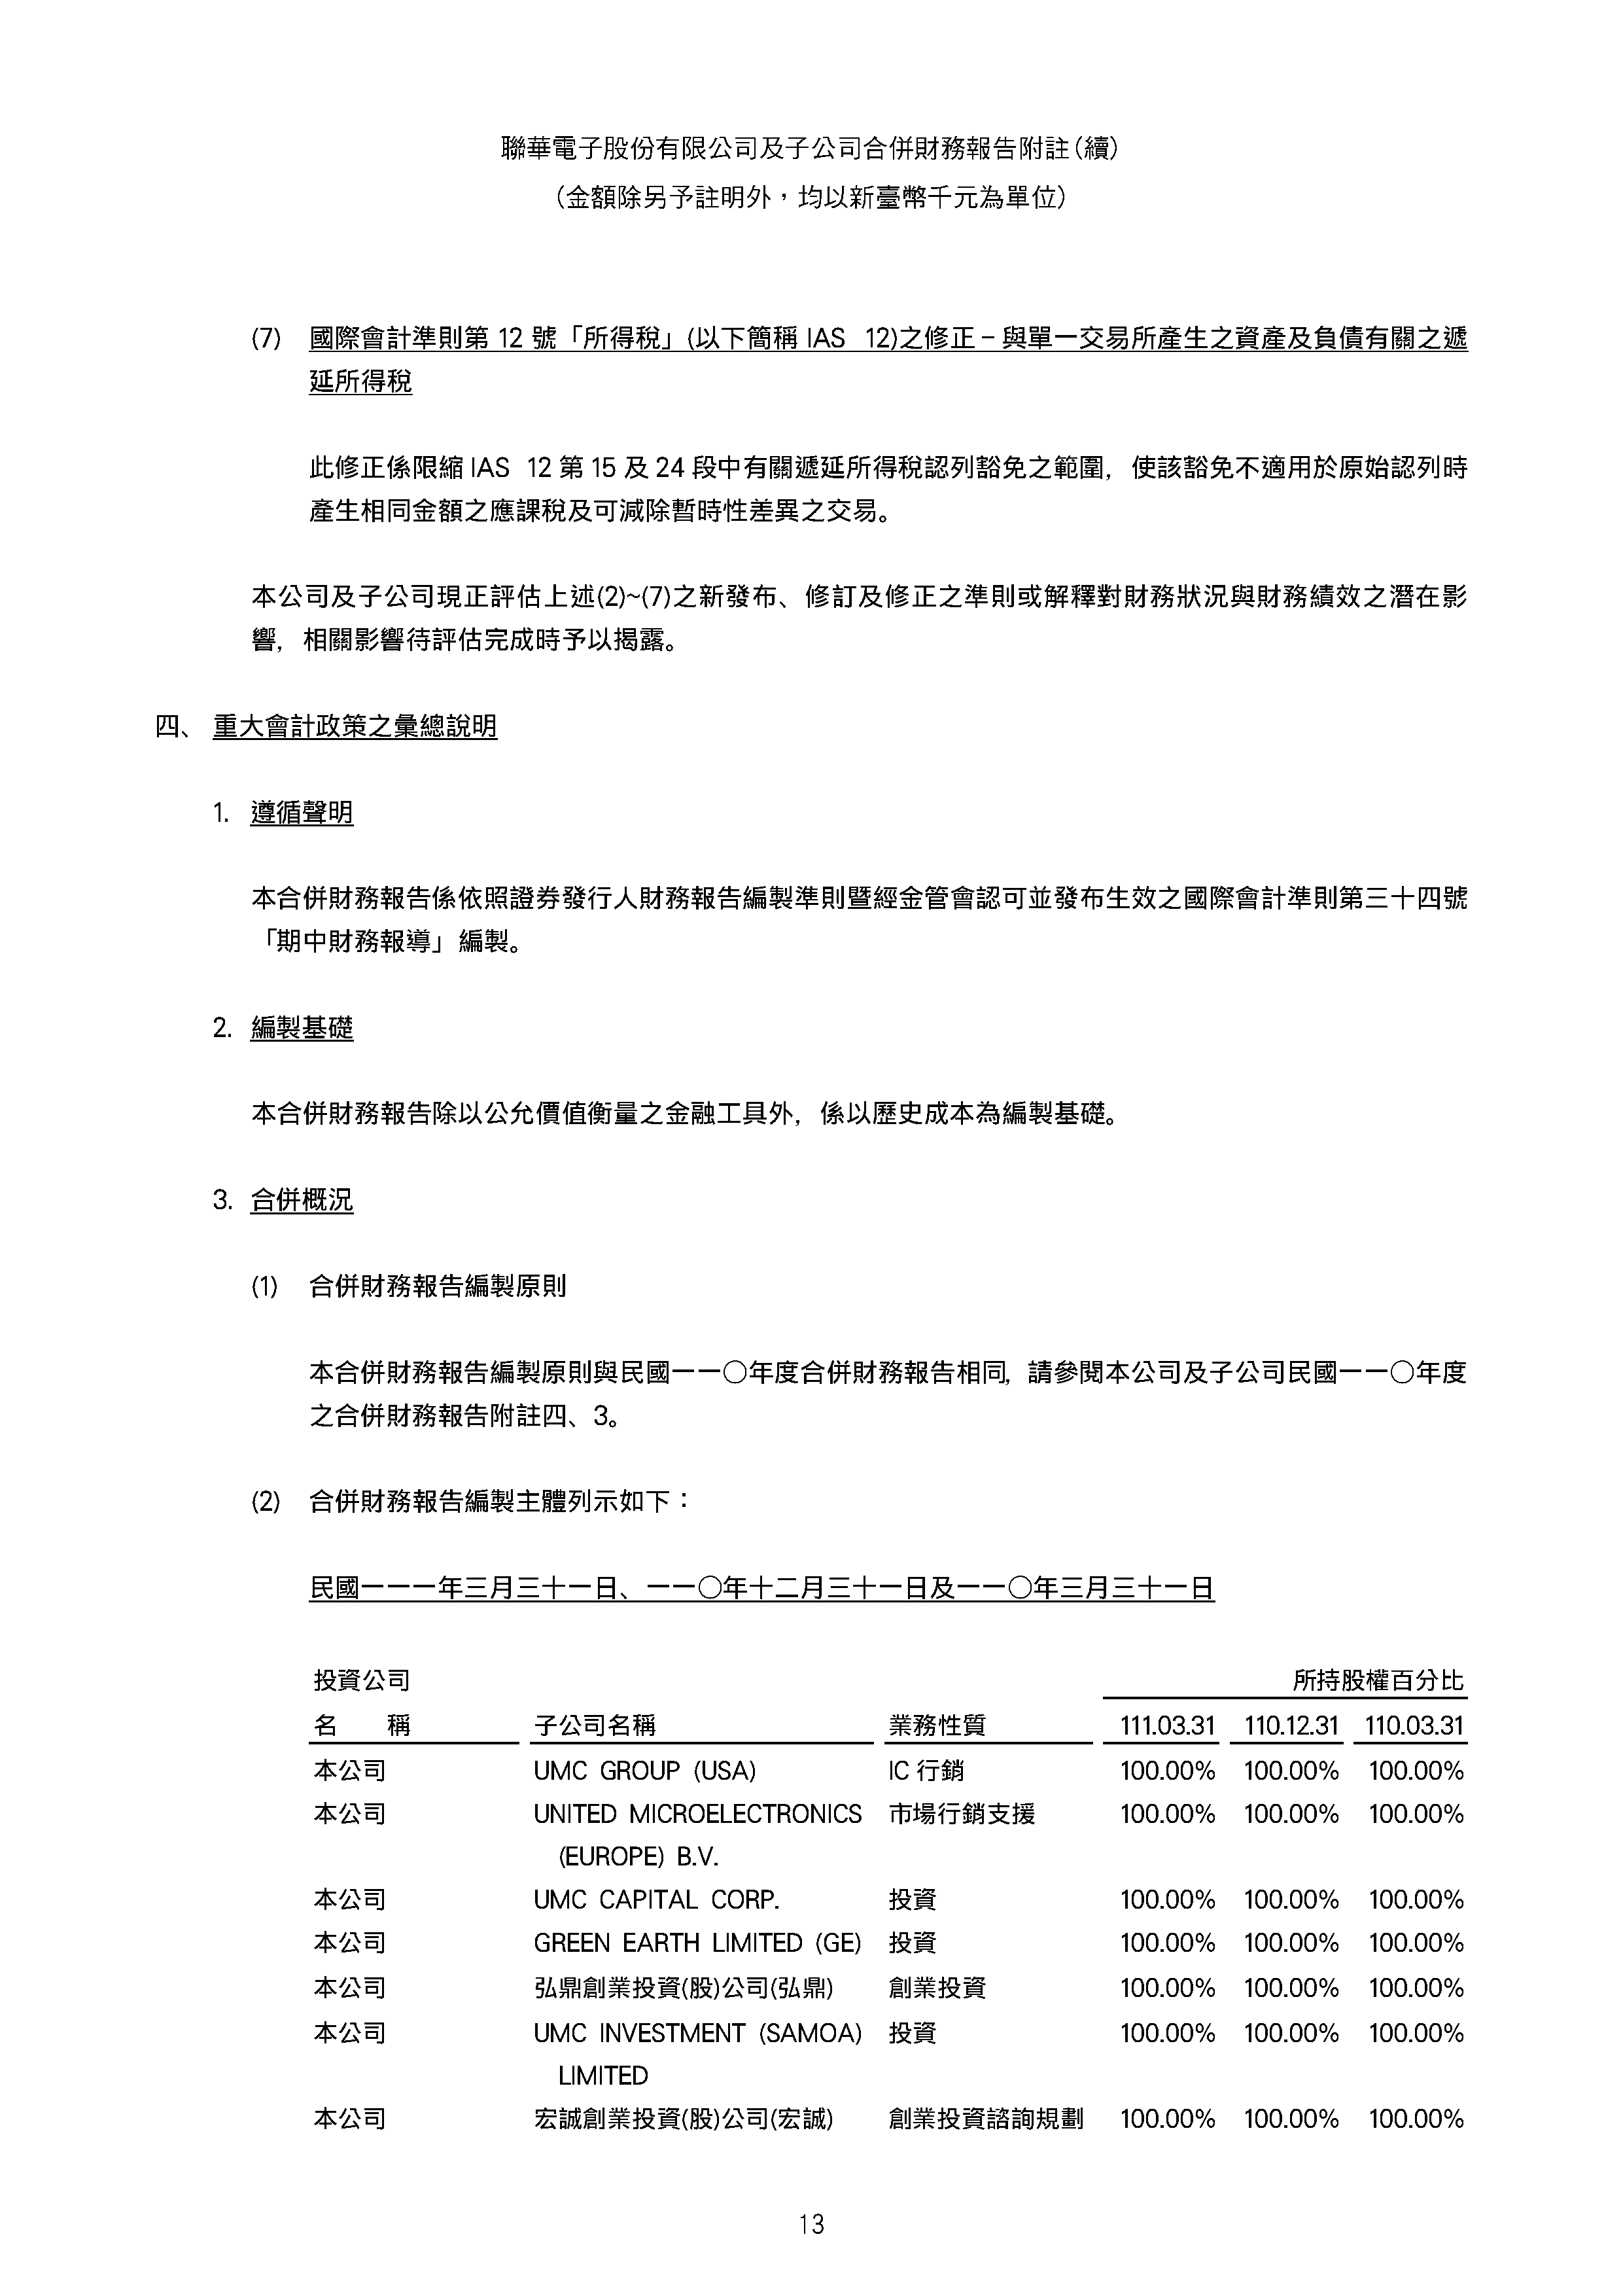 聯華電子股份有限公司及子公司合併財務報告附註(續)
(金額除另予註明外，均以新臺幣千元為單位)
(7) 國際會計準則第 12 號「所得稅」(以下簡稱 IAS 12)之修正－與單一交易所產生之資產及負債有關之遞
延所得稅
此修正係限縮 IAS 12 第 15 及 24 段中有關遞延所得稅認列豁免之範圍，使該豁免不適用於原始認列時
產生相同金額之應課稅及可減除暫時性差異之交易。
本公司及子公司現正評估上述(2)~(7)之新發布、修訂及修正之準則或解釋對財務狀況與財務績效之潛在影
響，相關影響待評估完成時予以揭露。
四、 重大會計政策之彙總說明
1. 遵循聲明
本合併財務報告係依照證券發行人財務報告編製準則暨經金管會認可並發布生效之國際會計準則第三十四號
「期中財務報導」編製。
2. 編製基礎
本合併財務報告除以公允價值衡量之金融工具外，係以歷史成本為編製基礎。
3. 合併概況
(1) 合併財務報告編製原則
本合併財務報告編製原則與民國一一〇年度合併財務報告相同，請參閱本公司及子公司民國一一〇年度
之合併財務報告附註四、3。
(2) 合併財務報告編製主體列示如下：
民國一一一年三月三十一日、一一〇年十二月三十一日及一一〇年三月三十一日
投資公司 所持股權百分比
名 稱 子公司名稱 業務性質 111.03.31 110.12.31 110.03.31
本公司 UMC GROUP (USA) IC 行銷 100.00% 100.00% 100.00%
本公司 UNITED MICROELECTRONICS 市場行銷支援 100.00% 100.00% 100.00%
(EUROPE) B.V.
本公司 UMC CAPITAL CORP. 投資 100.00% 100.00% 100.00%
本公司 GREEN EARTH LIMITED (GE) 投資 100.00% 100.00% 100.00%
本公司 弘鼎創業投資(股)公司(弘鼎) 創業投資 100.00% 100.00% 100.00%
本公司 UMC INVESTMENT (SAMOA) 投資 100.00% 100.00% 100.00%
LIMITED
本公司 宏誠創業投資(股)公司(宏誠) 創業投資諮詢規劃 100.00% 100.00% 100.00%
13